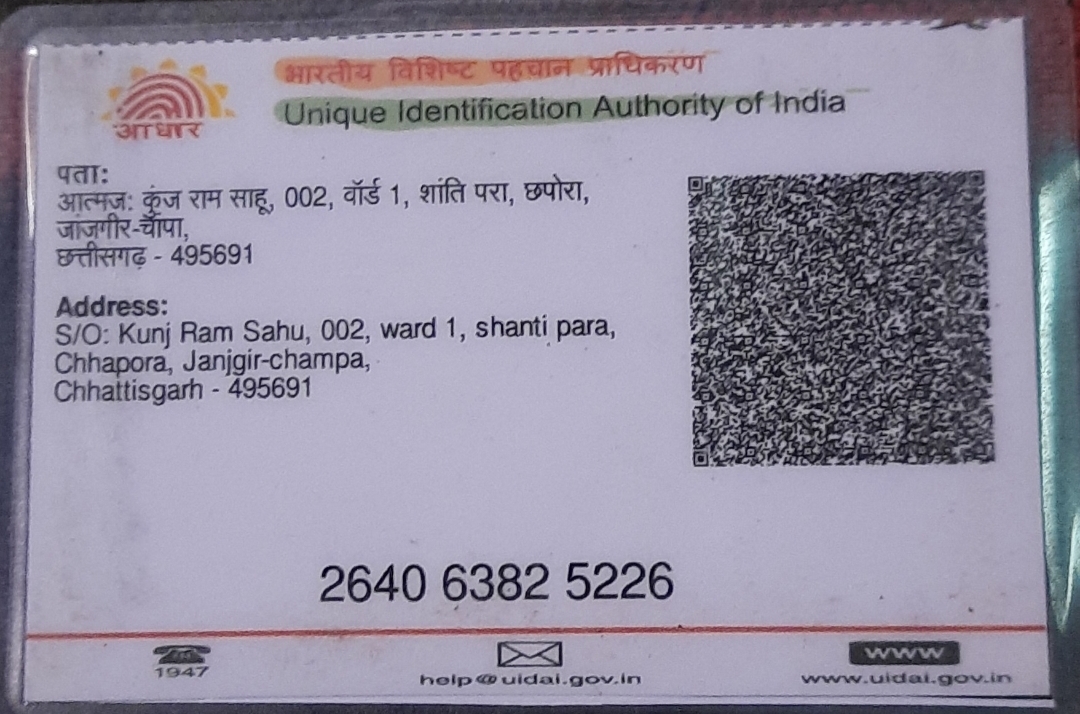 भारतीय विशिष्ट पहचान प्राधिकरण
Unique Identification Authority of India
आधार
पता:
आत्मज: कुंज राम साहू, 002, वॉर्ड 1, शांति परा, छपोरा,
जांजगीर-चाँपा,
छत्तीसगढ़ - 495691
Address:
S/O: Kunj Ram Sahu, 002, ward 1, shanti para,
Chhapora, Janjgir-champa,
Chhattisgarh - 495691
2640 6382 5226
1947
help@uidai.gov.in
www
www.uidai.gov.in